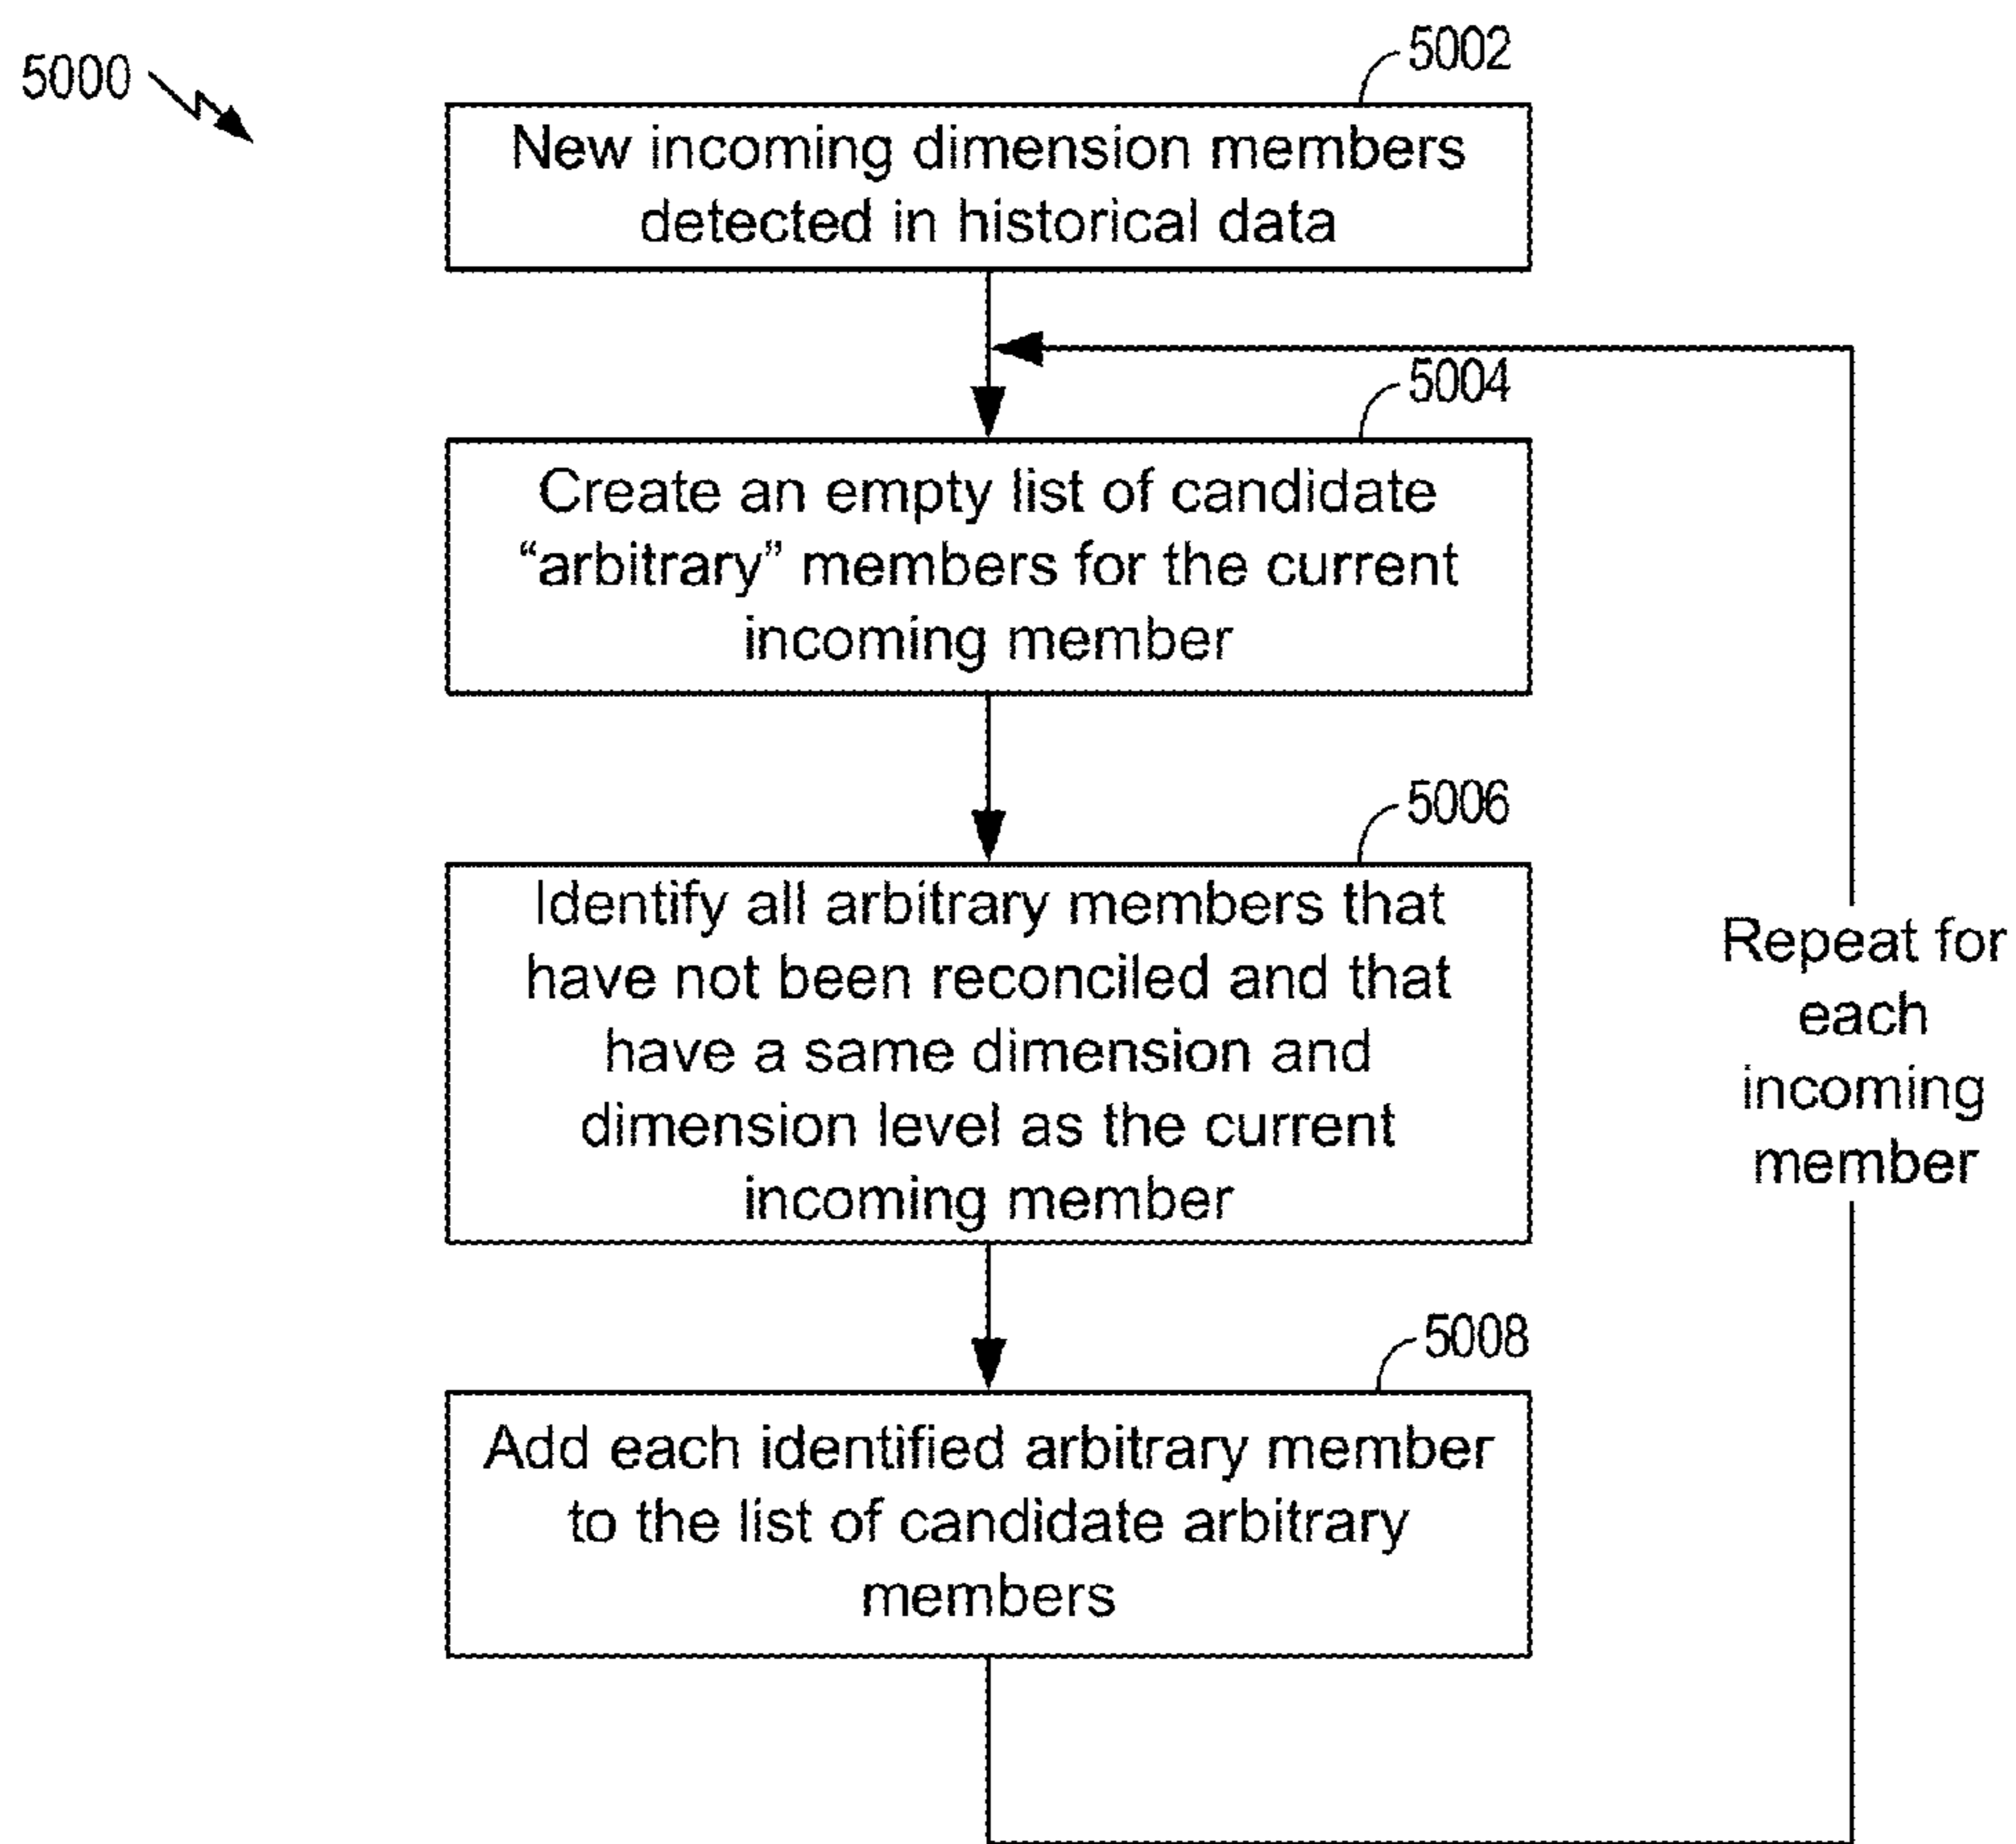 5000
5002
New incoming dimension members
detected in historical data
5004
Create an empty list of candidate
“arbitrary” members for the current
incoming member
5006
Identify all arbitrary members that
have not been reconciled and that
have a same dimension and
dimension level as the current
incoming member
Repeat for
each
incoming
member
5008
Add each identified arbitrary member
to the list of candidate arbitrary
members